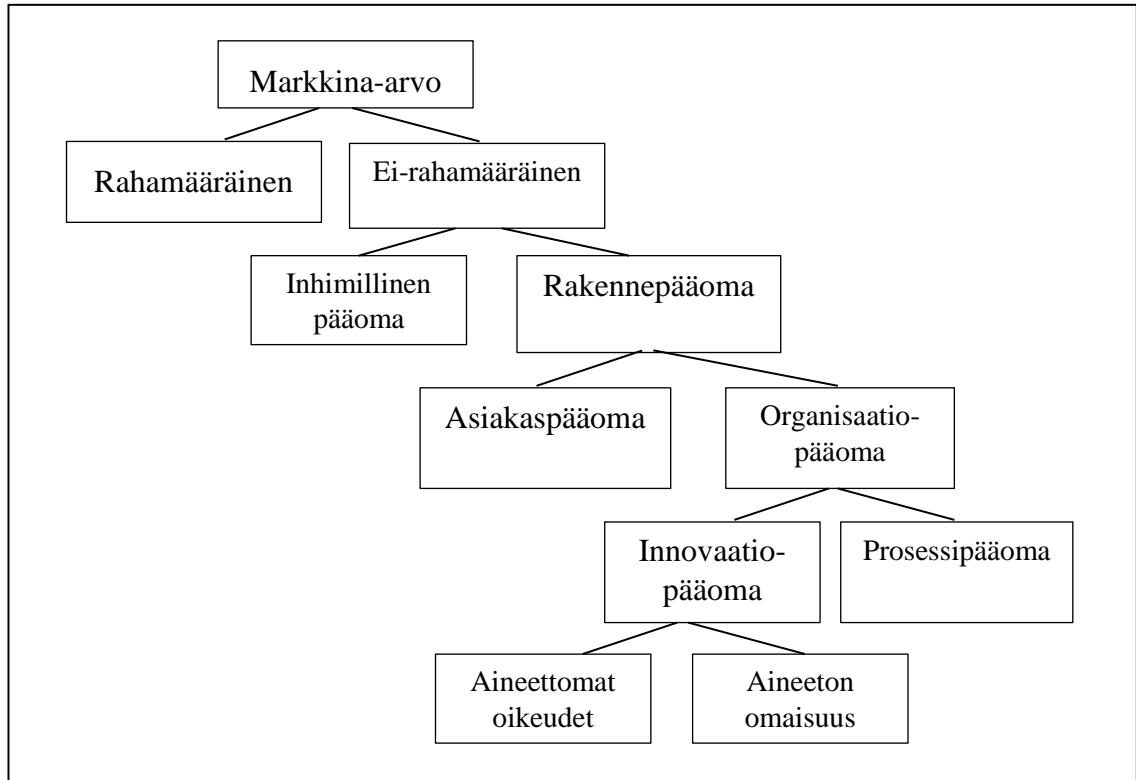 Markkina-arvo
Rahamääräinen
Ei-rahamääräinen
Inhimillinen
pääoma
Rakennepääoma
Asiakaspääoma
Organisaatio-
pääoma
Innovaatio-
pääoma
Prosessipääoma
Aineettomat
oikeudet
Aineeton
omaisuus